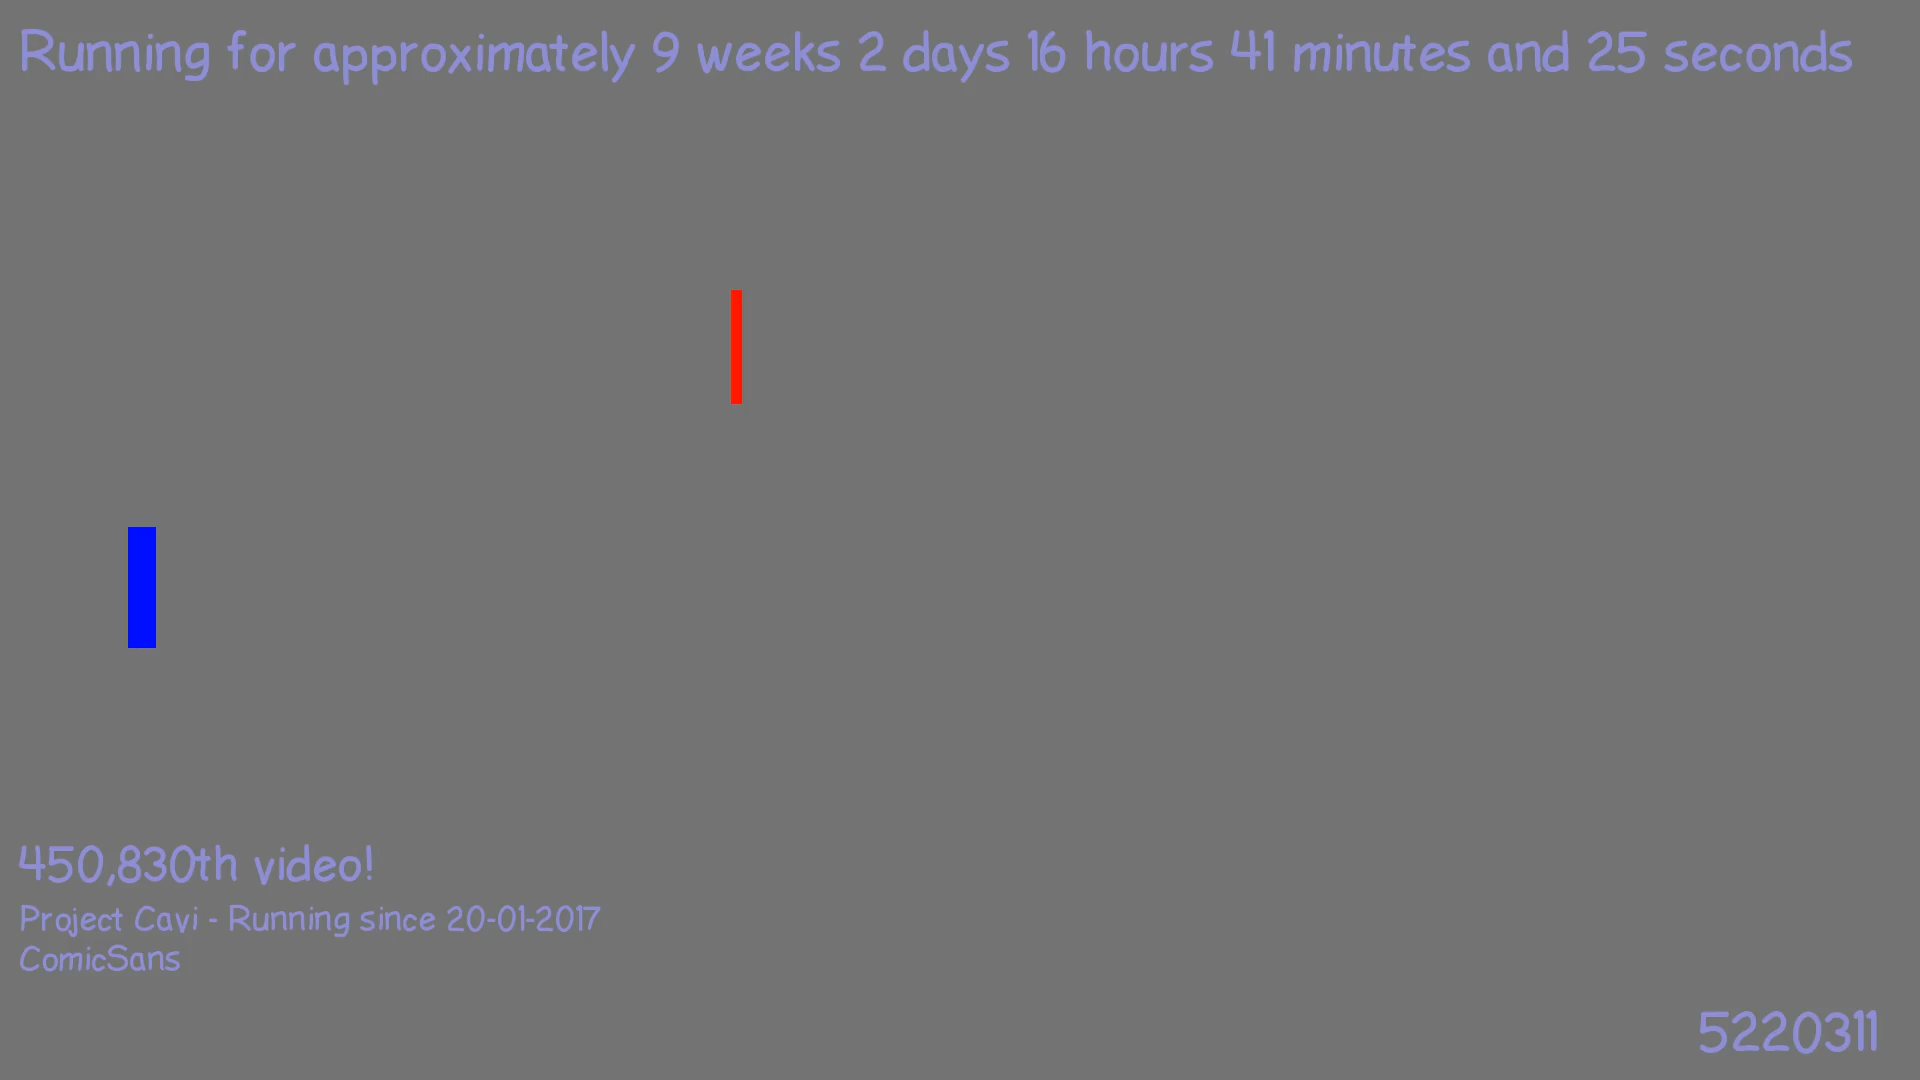 Running for approximately 9 weeks 2 days 16 hours 41 minutes and 25 seconds
450,830th video!
Project Cavi - Running since 20-01-2017
ComicSans
5220311